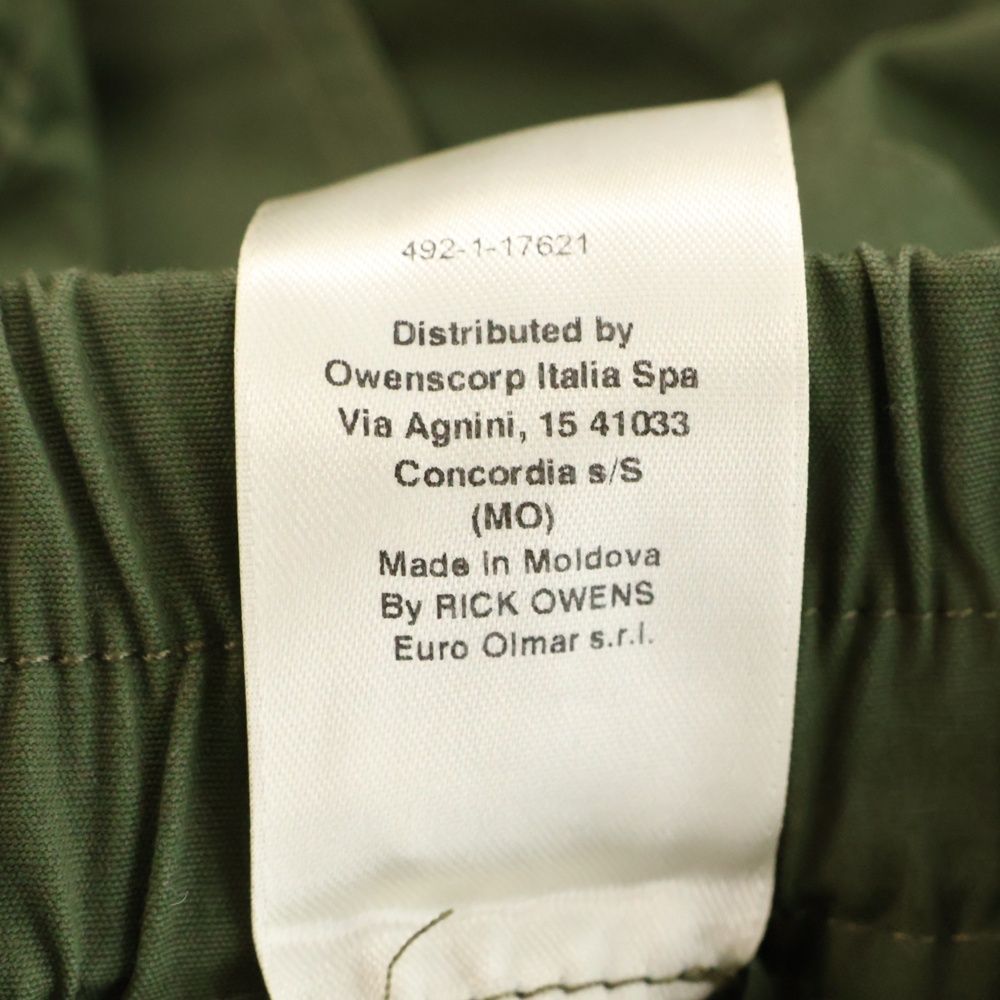 492-1-17621
Distributed by
Owenscorp Italia Spa
Via Agnini, 15 41033
Concordia s/S
(MO)
Made in Moldova
By RICK OWENS
Euro Olmar s.r.l.